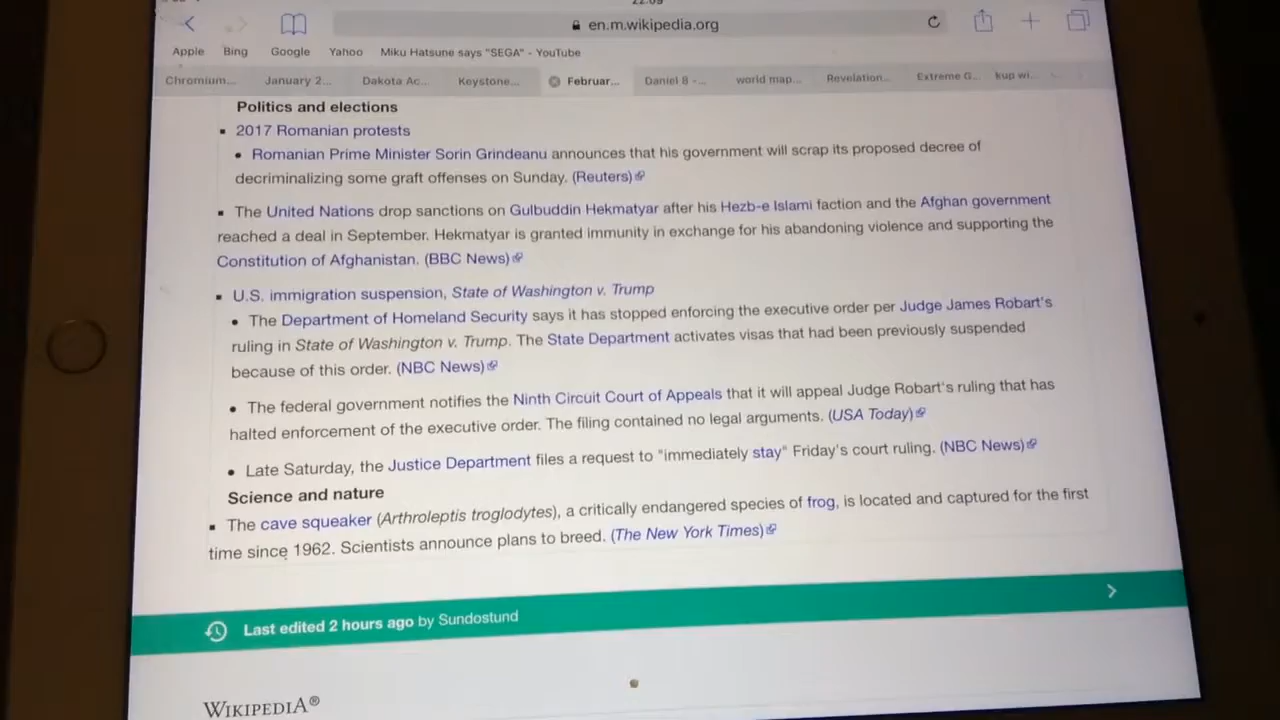 en.m.wikipedia.org
Apple Bing Google Yahoo Miku Hatsune says "SEGA" - YouTube
Chromium... January 2... Dakota Ac... Keystone... Februar... Daniel 8 -... world map... Revelation... Extreme G... kup wi...
Politics and elections
2017 Romanian protests
Romanian Prime Minister Sorin Grindeanu announces that his government will scrap its proposed decree of
decriminalizing some graft offenses on Sunday. (Reuters)
The United Nations drop sanctions on Gulbuddin Hekmatyar after his Hezb-e Islami faction and the Afghan government
reached a deal in September. Hekmatyar is granted immunity in exchange for his abandoning violence and supporting the
Constitution of Afghanistan. (BBC News)
U.S. immigration suspension, State of Washington v. Trump
The Department of Homeland Security says it has stopped enforcing the executive order per Judge James Robart's
ruling in State of Washington v. Trump. The State Department activates visas that had been previously suspended
because of this order. (NBC News)
The federal government notifies the Ninth Circuit Court of Appeals that it will appeal Judge Robart's ruling that has
halted enforcement of the executive order. The filing contained no legal arguments. (USA Today)
Late Saturday, the Justice Department files a request to "immediately stay" Friday's court ruling. (NBC News)
Science and nature
The cave squeaker (Arthroleptis troglodytes), a critically endangered species of frog, is located and captured for the first
time since 1962. Scientists announce plans to breed. (The New York Times)
Last edited 2 hours ago by Sundostund
WIKIPEDIA®